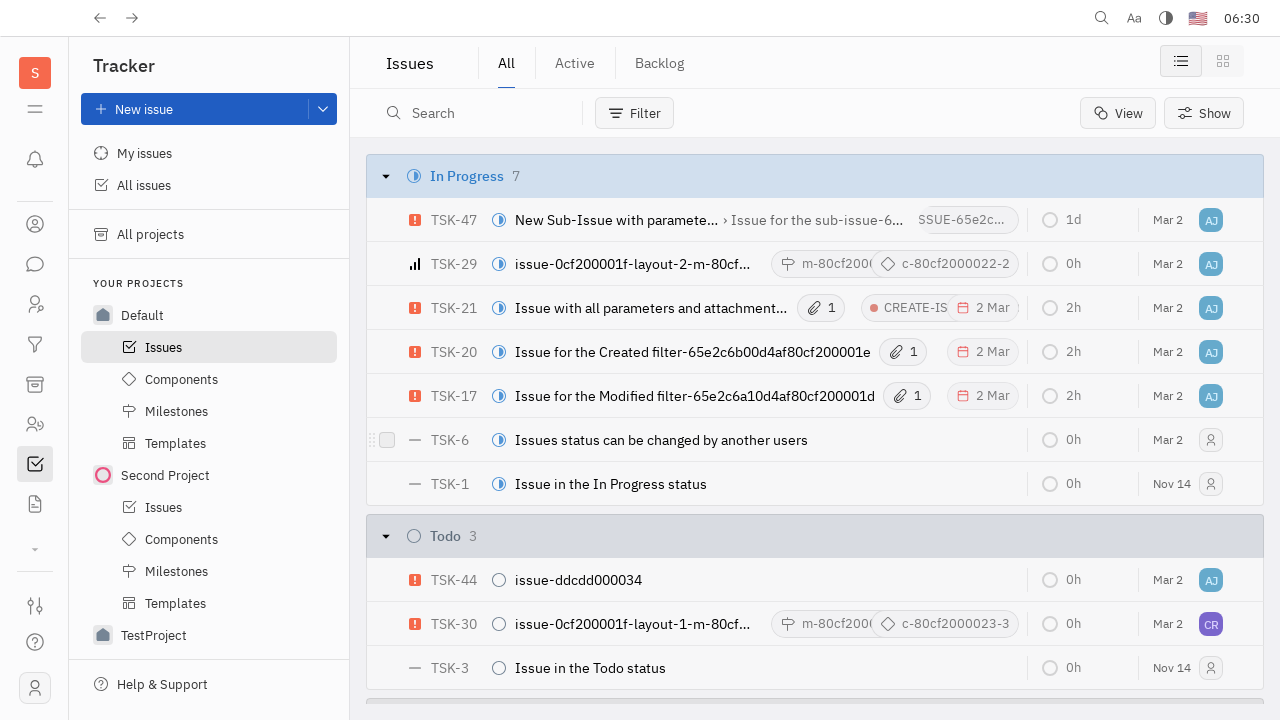 Aa
06:30
S
Tracker
New issue
My issues
All issues
All projects
YOUR PROJECTS
Default
Issues
Components
Milestones
Templates
Second Project
Issues
Components
Milestones
Templates
TestProject
Help & Support
Issues
All
Active
Backlog
Search
Filter
View
Show
In Progress 7
TSK-47 New Sub-Issue with paramete... › Issue for the sub-issue-6... SSUE-65e2c... 1d Mar 2 AJ
TSK-29 issue-0cf200001f-layout-2-m-80cf... m-80cf200 c-80cf2000022-2 0h Mar 2 AJ
TSK-21 Issue with all parameters and attachment... 1 CREATE-IS 2 Mar 2h Mar 2 AJ
TSK-20 Issue for the Created filter-65e2c6b00d4af80cf200001e 1 2 Mar 2h Mar 2 AJ
TSK-17 Issue for the Modified filter-65e2c6a10d4af80cf200001d 1 2 Mar 2h Mar 2 AJ
TSK-6 Issues status can be changed by another users 0h Mar 2
TSK-1 Issue in the In Progress status 0h Nov 14
Todo 3
TSK-44 issue-ddcdd000034 0h Mar 2 AJ
TSK-30 issue-0cf200001f-layout-1-m-80cf... m-80cf200 c-80cf2000023-3 0h Mar 2 CR
TSK-3 Issue in the Todo status 0h Nov 14